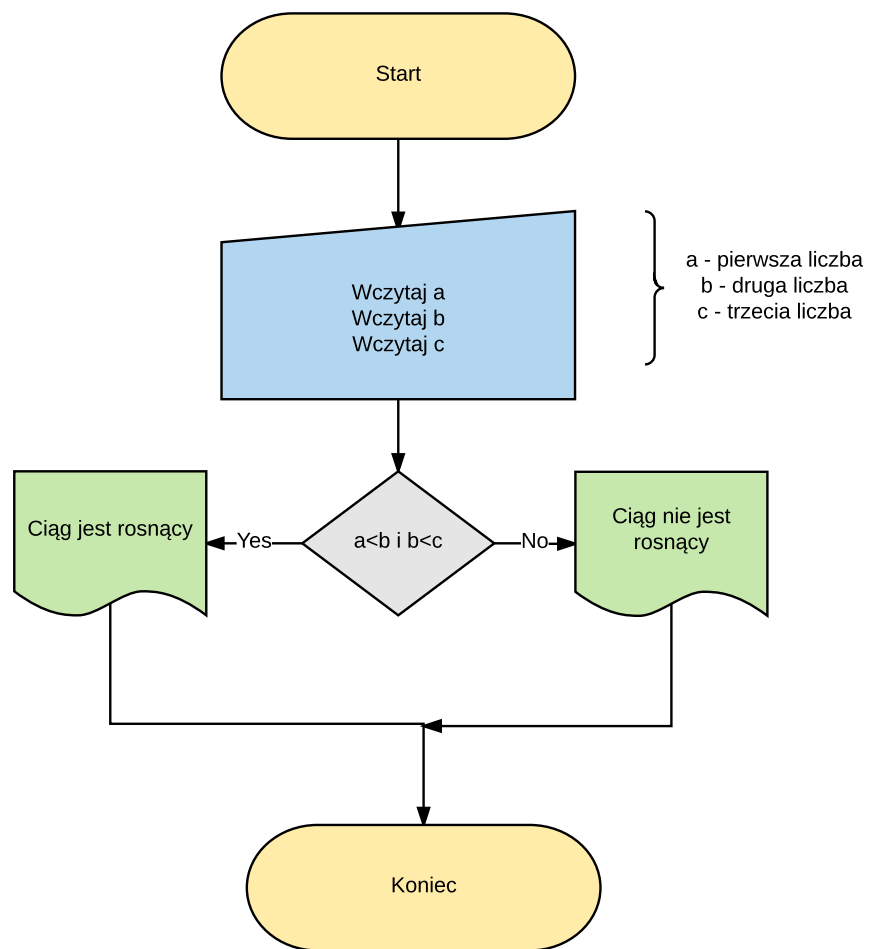 Start
Wczytaj a
Wczytaj b
Wczytaj c
a - pierwsza liczba
b - druga liczba
c - trzecia liczba
Ciąg jest rosnący
Yes
a<b i b<c
No
Ciąg nie jest
rosnący
Koniec